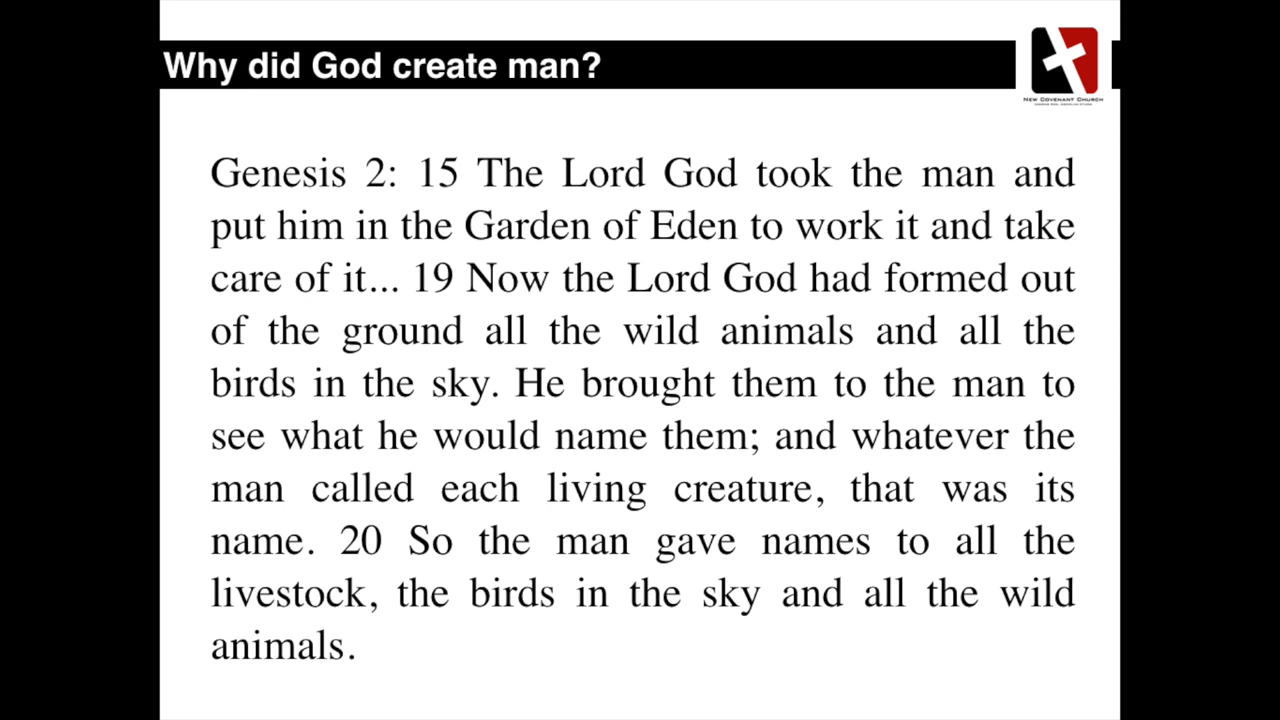 Why did God create man?
NEW COVENANT CHURCH
Genesis 2: 15 The Lord God took the man and
put him in the Garden of Eden to work it and take
care of it... 19 Now the Lord God had formed out
of the ground all the wild animals and all the
birds in the sky. He brought them to the man to
see what he would name them; and whatever the
man called each living creature, that was its
name. 20 So the man gave names to all the
livestock, the birds in the sky and all the wild
animals.